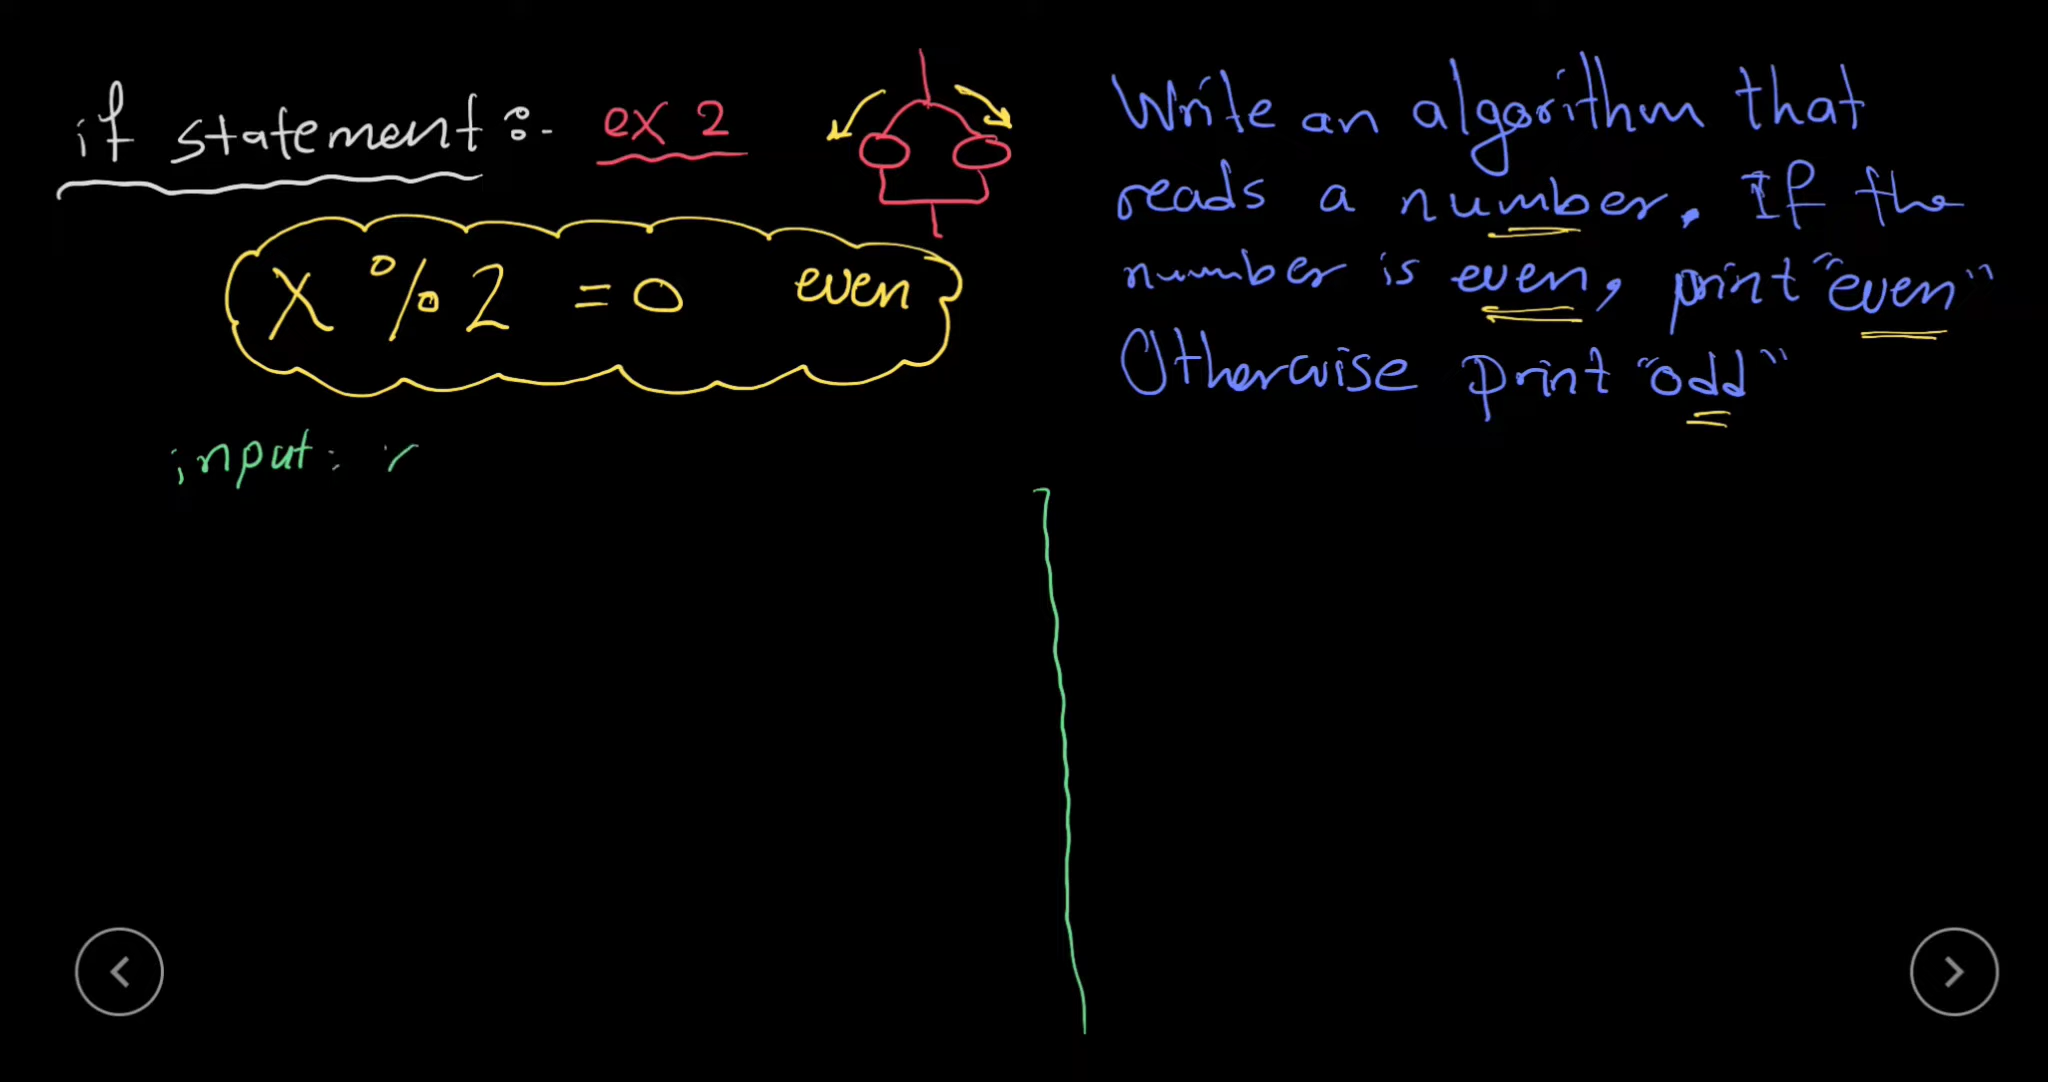 if statement :- ex 2
x % 2 = 0 even
input:
Write an algorithm that
reads a number. If the
number is even, print "even"
Otherwise print "odd"